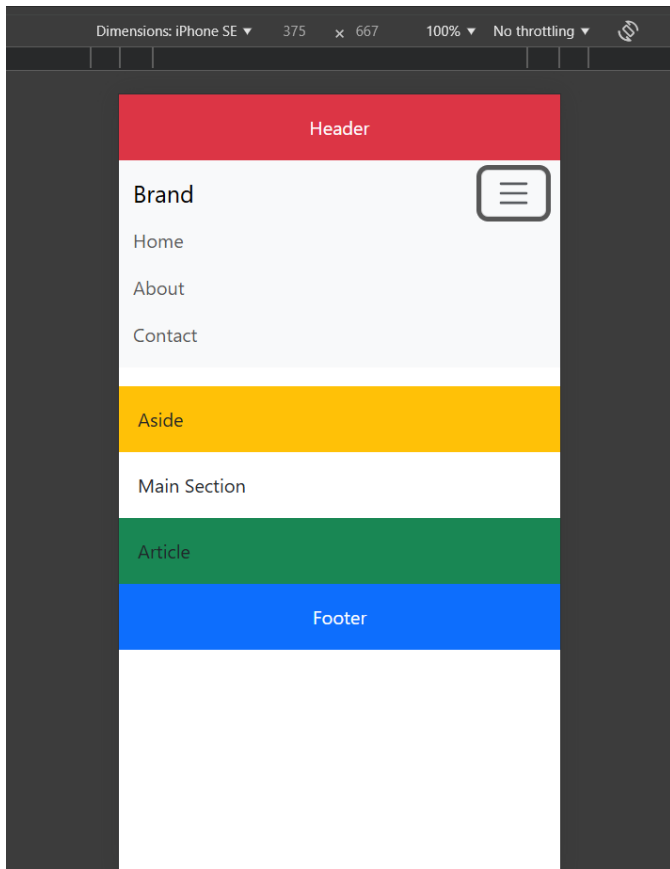 Dimensions: iPhone SE ▼ 375 × 667 100% ▼ No throttling ▼
Header
Brand
Home
About
Contact
Aside
Main Section
Article
Footer